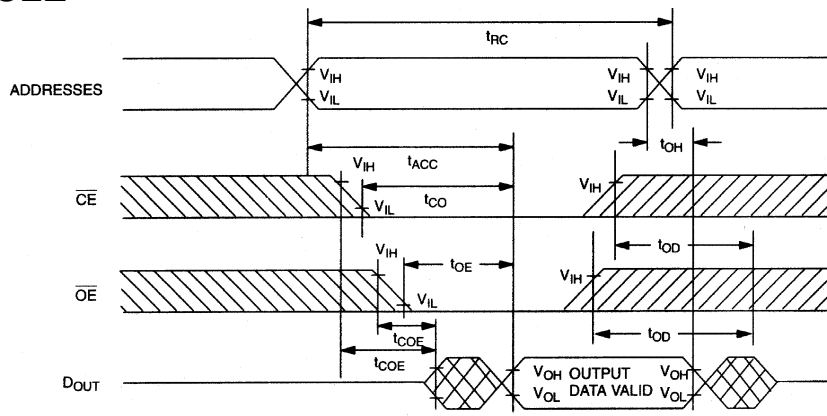 tRC
VIH VIH VIH
ADDRESSES
VIL VIL VIL
tOH
tACC
VIH VIH
CE
tCO
VIL
tOD
VIH
tOE VIH
OE
VIL
tCOE
tOD
tCOE
VOH OUTPUT VOH
DOUT
VOL DATA VALID VOL